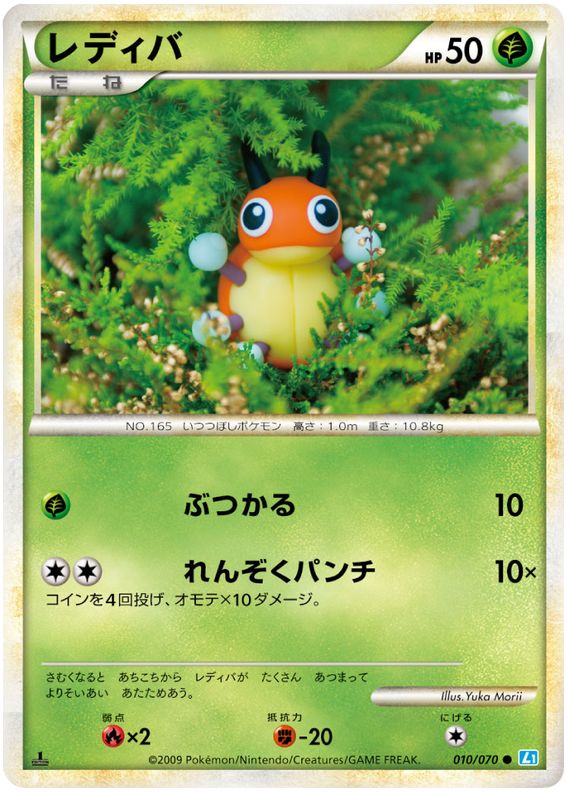 レディバ
HP50
たね
NO.165 いつつぼしポケモン 高さ:1.0m 重さ:10.8kg
ぶつかる 10
れんぞくパンチ 10×
コインを4回投げ、オモテ×10ダメージ。
さむくなると あちこちから レディバが たくさん あつまって
よりそいあい あたためあう。
Illus.Yuka Morii
弱点 抵抗力 にげる
×2 -20
1
EDITION
©2009 Pokémon/Nintendo/Creatures/GAME FREAK.
010/070
L1